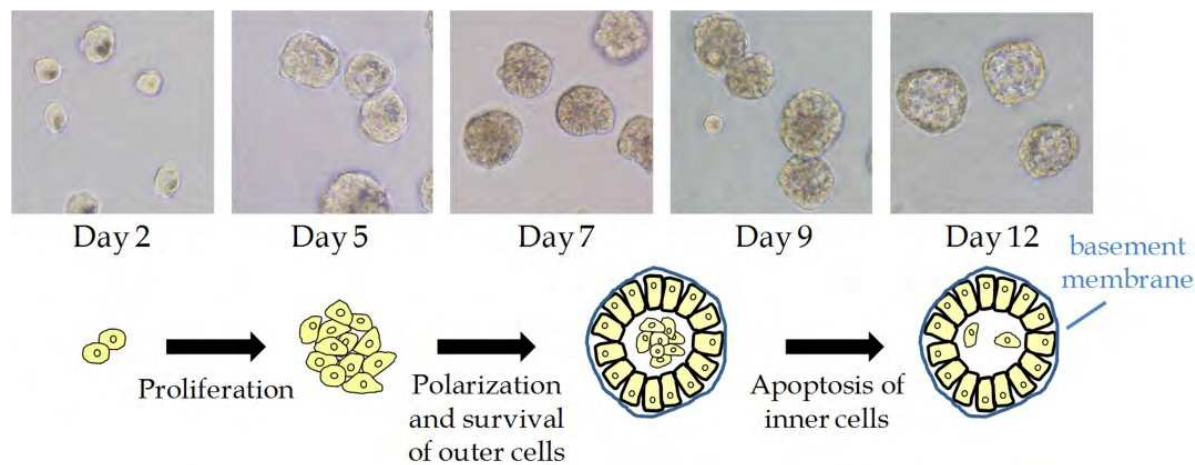 Day 2
Day 5
Day 7
Day 9
Day 12
basement
membrane
Proliferation
Polarization
and survival
of outer cells
Apoptosis of
inner cells